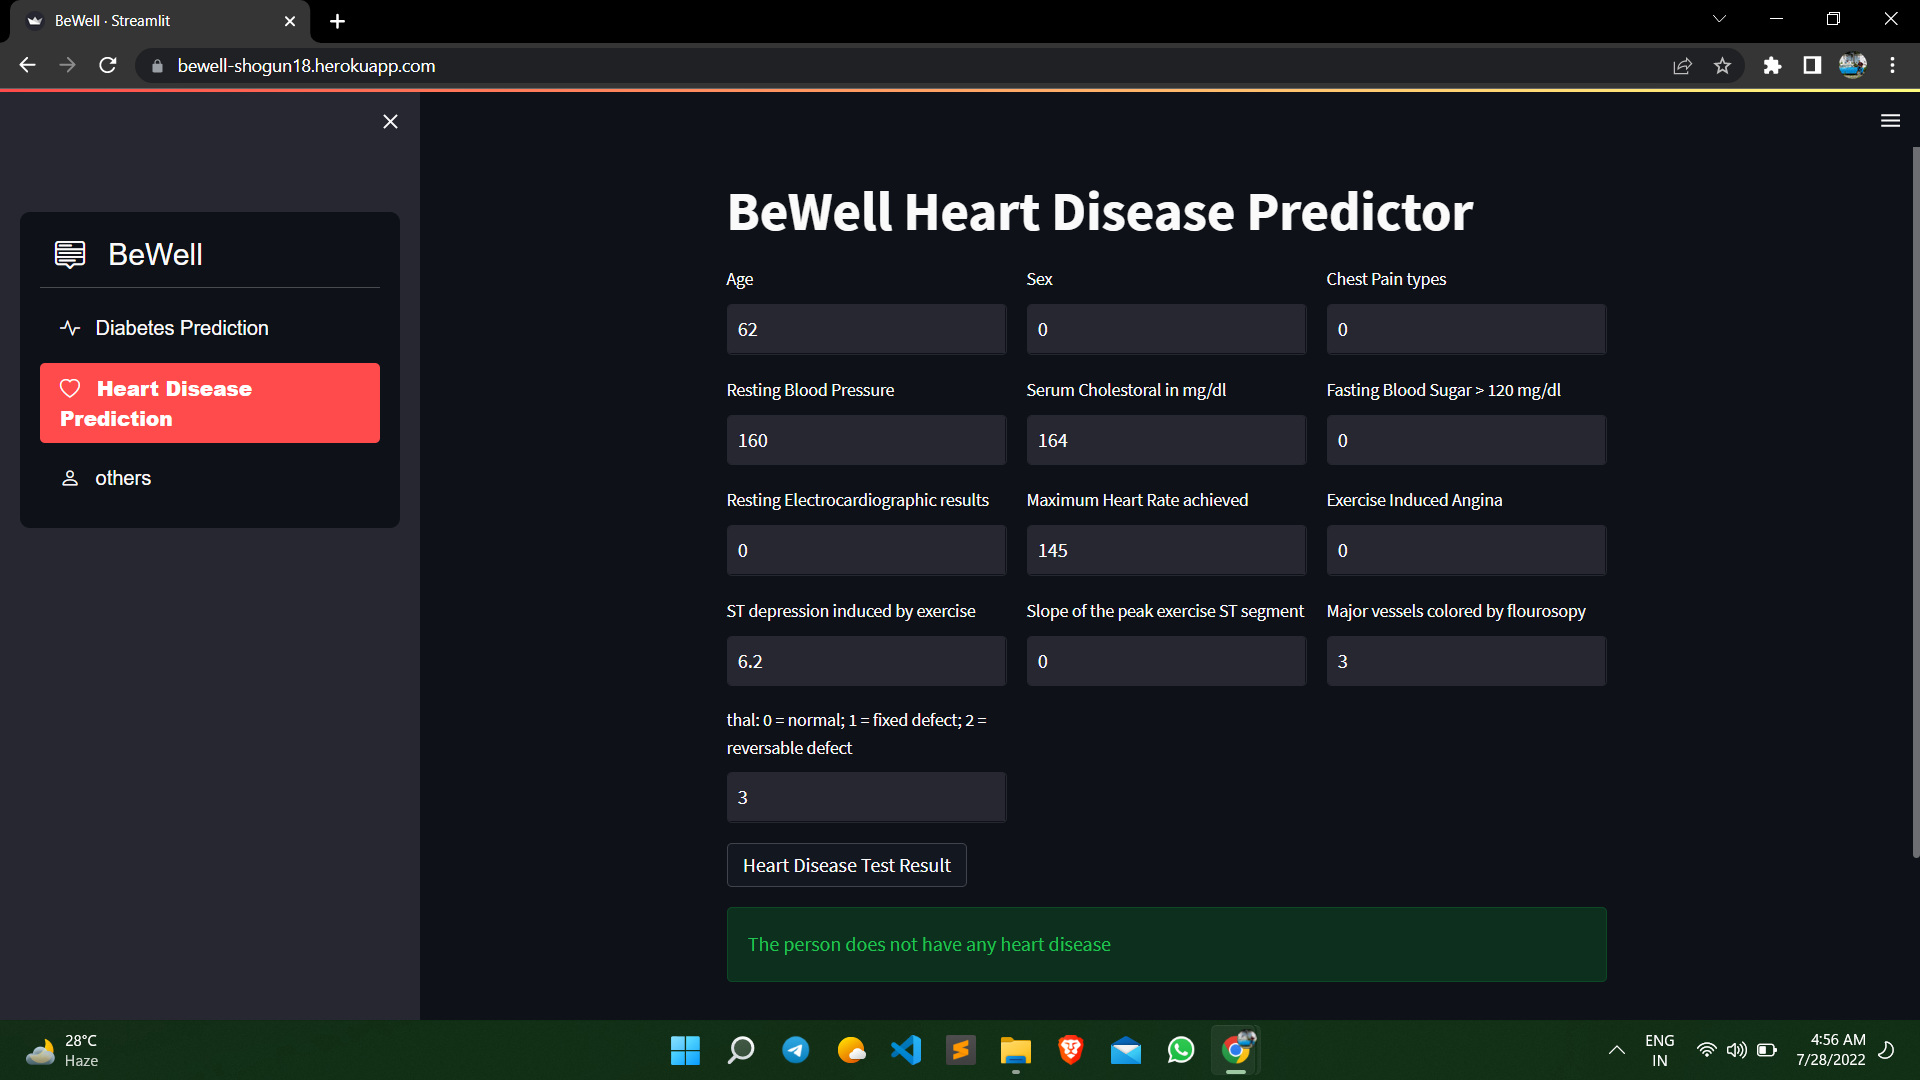 BeWell · Streamlit
bewell-shogun18.herokuapp.com
BeWell
Diabetes Prediction
Heart Disease
Prediction
others
BeWell Heart Disease Predictor
Age
Sex
Chest Pain types
62
0
0
Resting Blood Pressure
Serum Cholestoral in mg/dl
Fasting Blood Sugar > 120 mg/dl
160
164
0
Resting Electrocardiographic results
Maximum Heart Rate achieved
Exercise Induced Angina
0
145
0
ST depression induced by exercise
Slope of the peak exercise ST segment
Major vessels colored by flourosopy
6.2
0
3
thal: 0 = normal; 1 = fixed defect; 2 =
reversable defect
3
Heart Disease Test Result
The person does not have any heart disease
28°C
Haze
ENG
IN
4:56 AM
7/28/2022